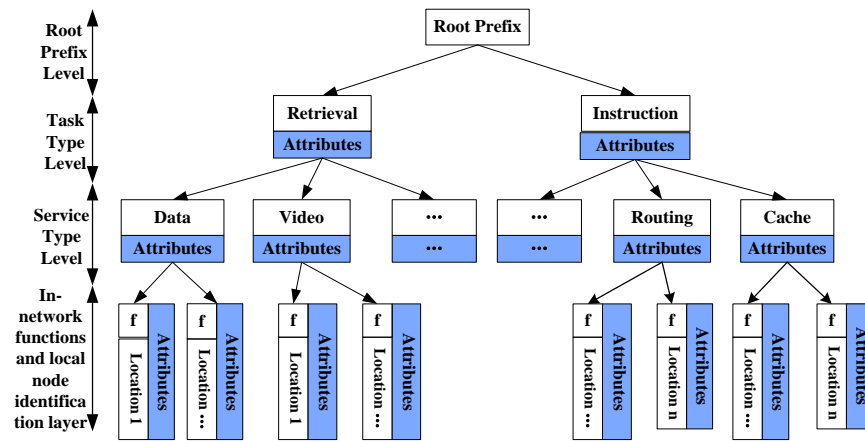 Root
Prefix
Level
Root Prefix
Task
Type
Level
Retrieval
Attributes
Instruction
Attributes
Service
Type
Level
Data
Attributes
Video
Attributes
...
...
...
...
Routing
Attributes
Cache
Attributes
In-
network
functions
and local
node
identifica
tion layer
f
Location 1
Attributes
f
Location ...
Attributes
f
Location 1
Attributes
f
Location ...
Attributes
f
Location ...
Attributes
f
Location n
Attributes
f
Location ...
Attributes
f
Location n
Attributes